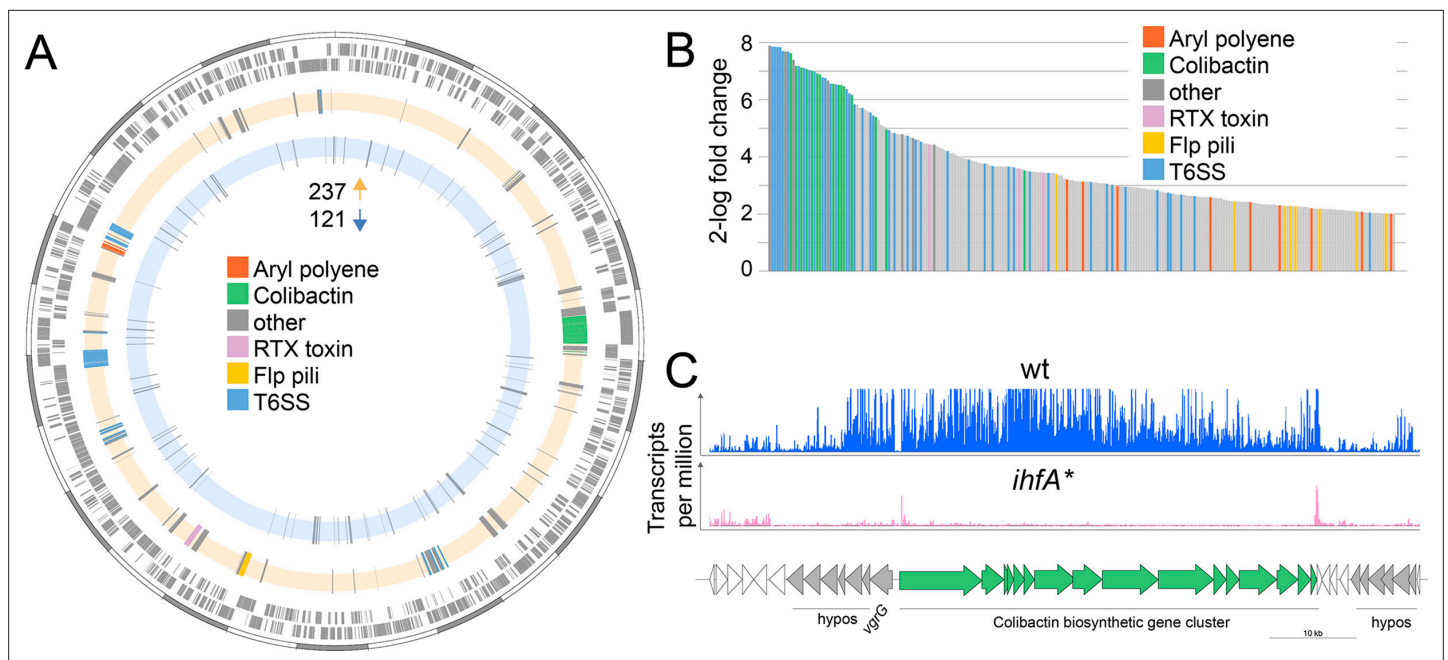 A
237
121
Aryl polyene
Colibactin
other
RTX toxin
Flp pili
T6SS
B
2-log fold change
8
6
4
2
0
Aryl polyene
Colibactin
other
RTX toxin
Flp pili
T6SS
C
wt
Transcripts
per million
ihfA*
hypos
vgrG
Colibactin biosynthetic gene cluster
10 kb
hypos